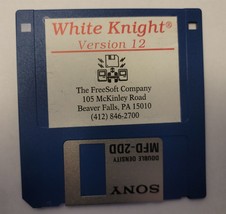 White Knight®
Version 12
The FreeSoft Company
105 McKinley Road
Beaver Falls, PA 15010
(412) 846-2700
DOUBLE DENSITY
MFD-2DD
SONY